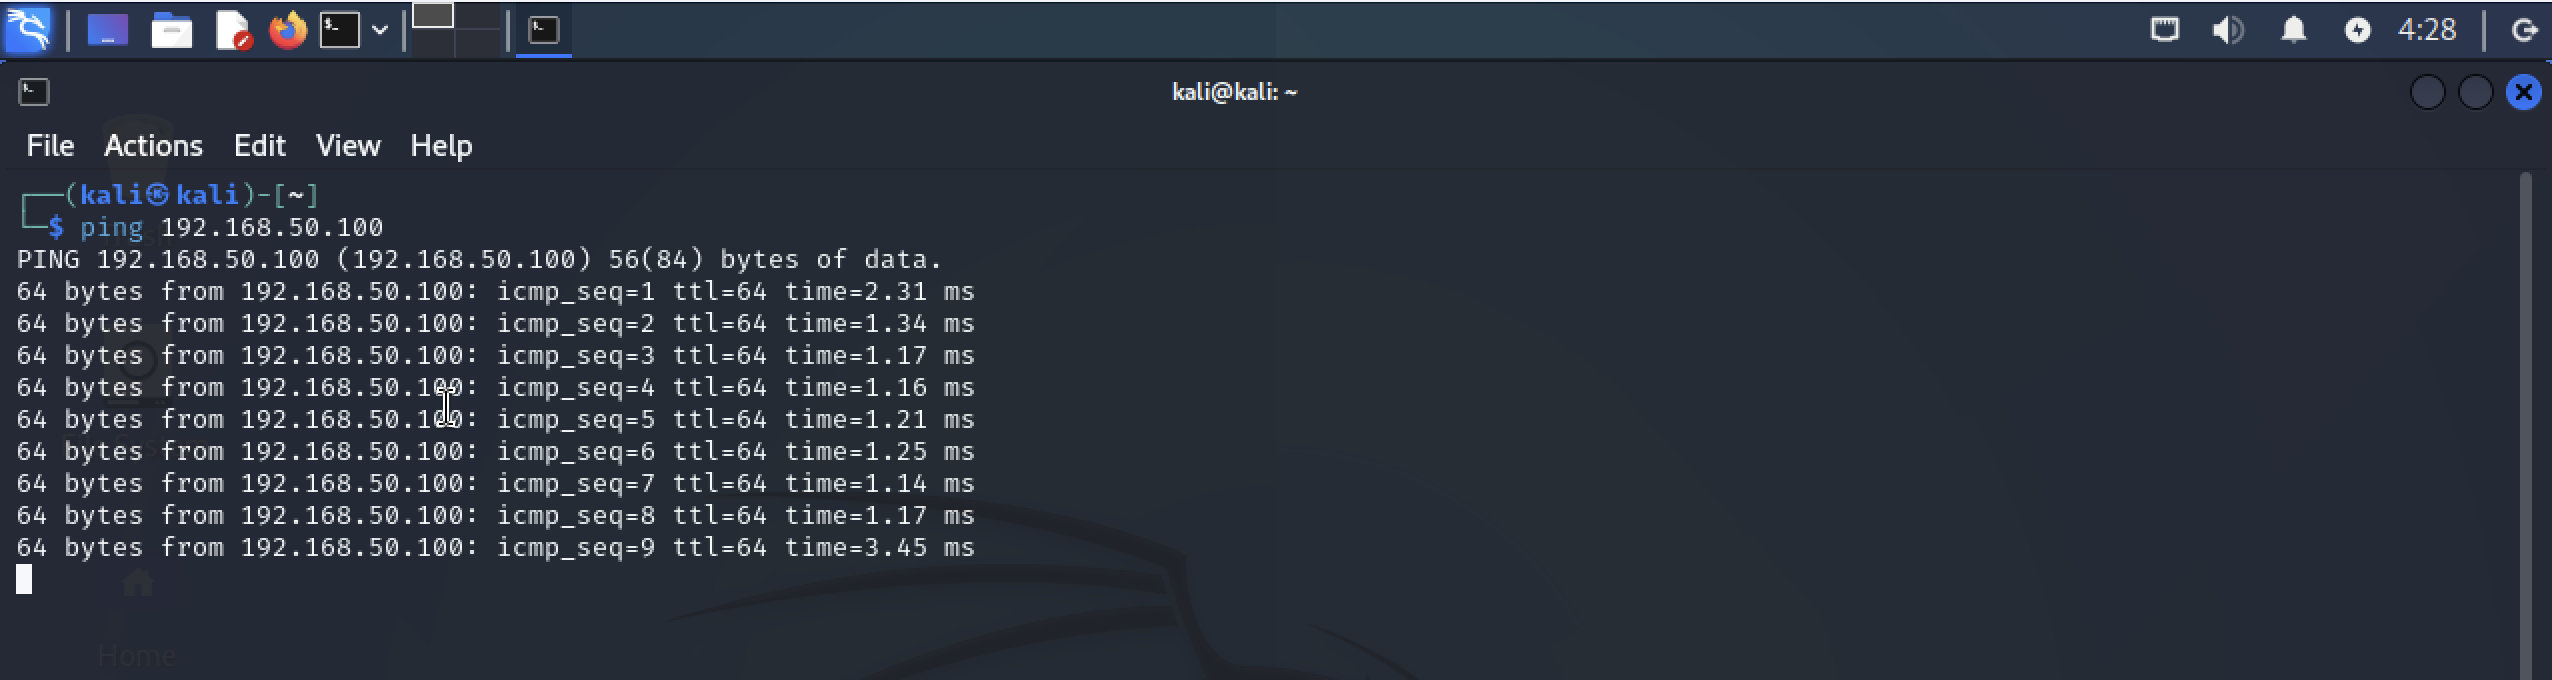 4:28
kali@kali: ~
File Actions Edit View Help
┌──(kali㉿kali)-[~]
└─$ ping 192.168.50.100
PING 192.168.50.100 (192.168.50.100) 56(84) bytes of data.
64 bytes from 192.168.50.100: icmp_seq=1 ttl=64 time=2.31 ms
64 bytes from 192.168.50.100: icmp_seq=2 ttl=64 time=1.34 ms
64 bytes from 192.168.50.100: icmp_seq=3 ttl=64 time=1.17 ms
64 bytes from 192.168.50.100: icmp_seq=4 ttl=64 time=1.16 ms
64 bytes from 192.168.50.100: icmp_seq=5 ttl=64 time=1.21 ms
64 bytes from 192.168.50.100: icmp_seq=6 ttl=64 time=1.25 ms
64 bytes from 192.168.50.100: icmp_seq=7 ttl=64 time=1.14 ms
64 bytes from 192.168.50.100: icmp_seq=8 ttl=64 time=1.17 ms
64 bytes from 192.168.50.100: icmp_seq=9 ttl=64 time=3.45 ms
Home